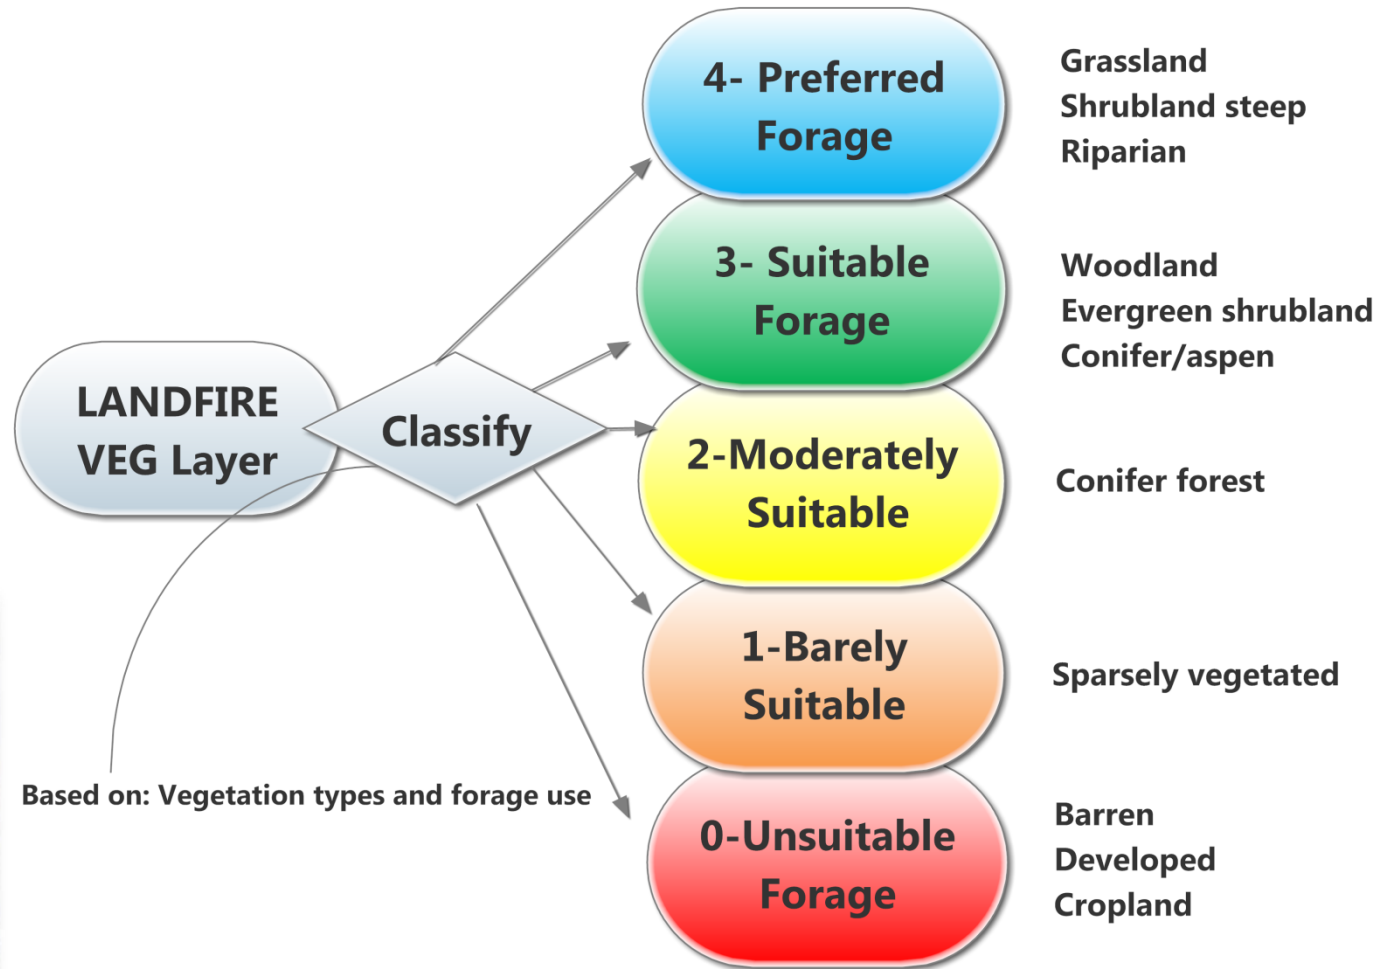 LANDFIRE
VEG Layer
Classify
Based on: Vegetation types and forage use
4- Preferred
Forage
Grassland
Shrubland steep
Riparian
3- Suitable
Forage
Woodland
Evergreen shrubland
Conifer/aspen
2-Moderately
Suitable
Conifer forest
1-Barely
Suitable
Sparsely vegetated
0-Unsuitable
Forage
Barren
Developed
Cropland